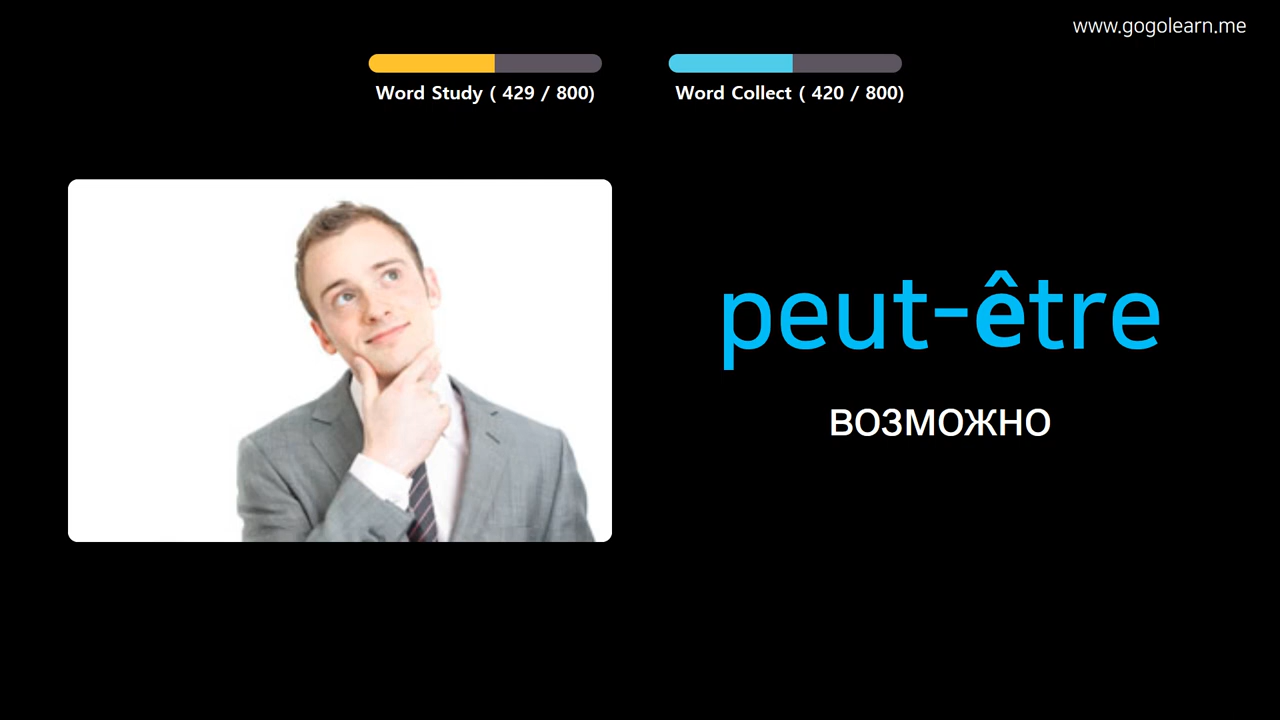 www.gogolearn.me
Word Study ( 429 / 800)
Word Collect ( 420 / 800)
peut-être
возможно